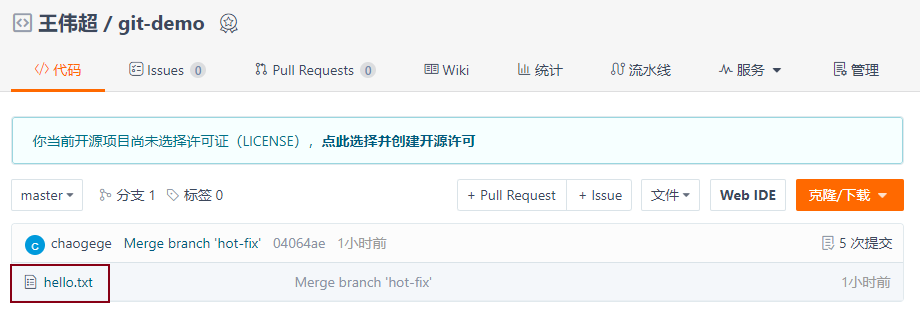 王伟超 / git-demo
代码 Issues 0 Pull Requests 0 Wiki 统计 流水线 服务 管理
你当前开源项目尚未选择许可证（LICENSE），点此选择并创建开源许可
master 分支 1 标签 0 + Pull Request + Issue 文件 Web IDE 克隆/下载
C chaogege Merge branch 'hot-fix' 04064ae 1小时前 5 次提交
hello.txt Merge branch 'hot-fix' 1小时前